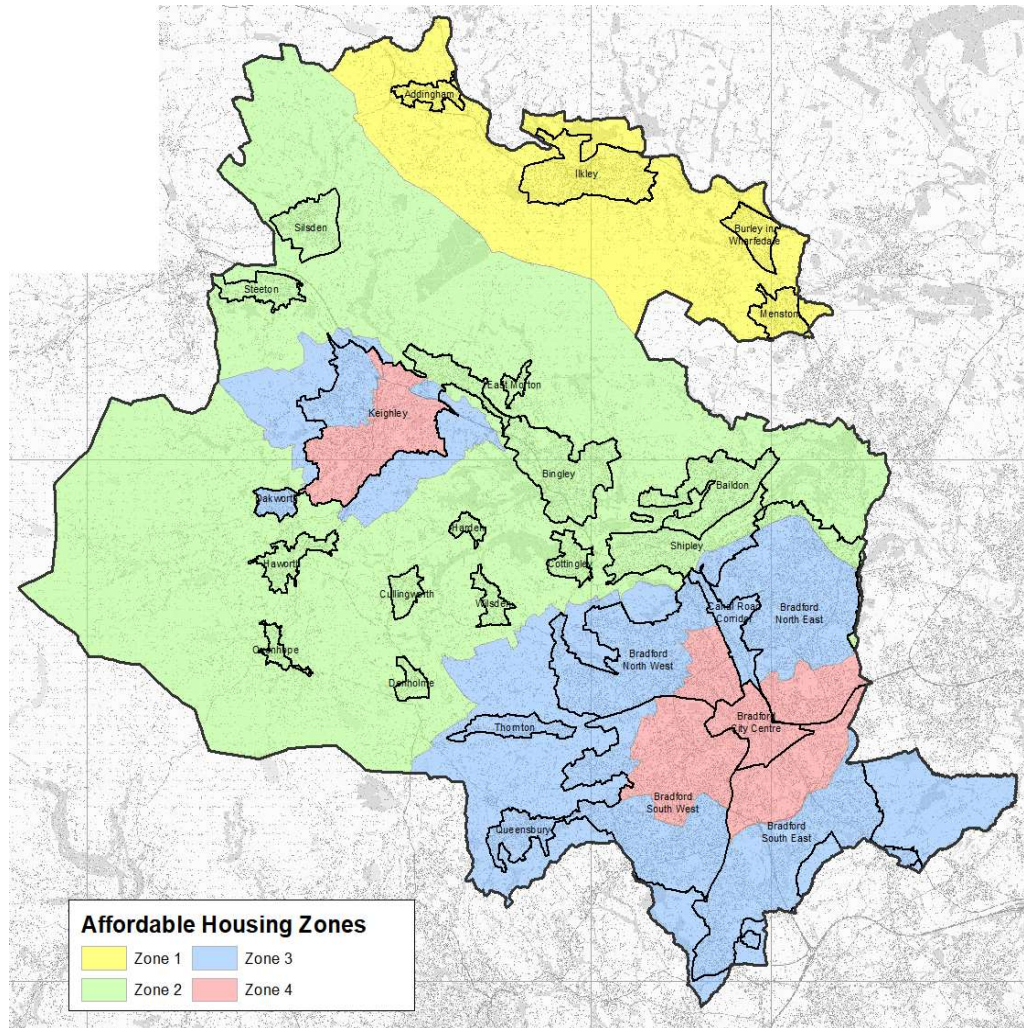 Addingham
Ilkley
Silsden
Burley in
Wharfedale
Steeton
Menston
East Morton
Keighley
Bingley
Baildon
Oakworth
Harden
Shipley
Haworth
Cottingley
Cullingworth
Wilsden
Canal Road
Corridor
Bradford
North East
Oxenhope
Bradford
North West
Denholme
Thornton
Bradford
City Centre
Bradford
South West
Queensbury
Bradford
South East
Affordable Housing Zones
Zone 1
Zone 3
Zone 2
Zone 4